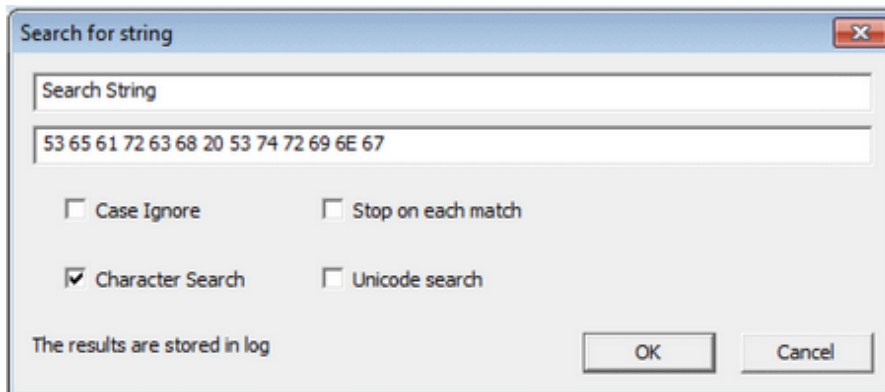 Search for string
Search String
53 65 61 72 63 68 20 53 74 72 69 6E 67
Case Ignore Stop on each match
Character Search Unicode search
The results are stored in log OK Cancel